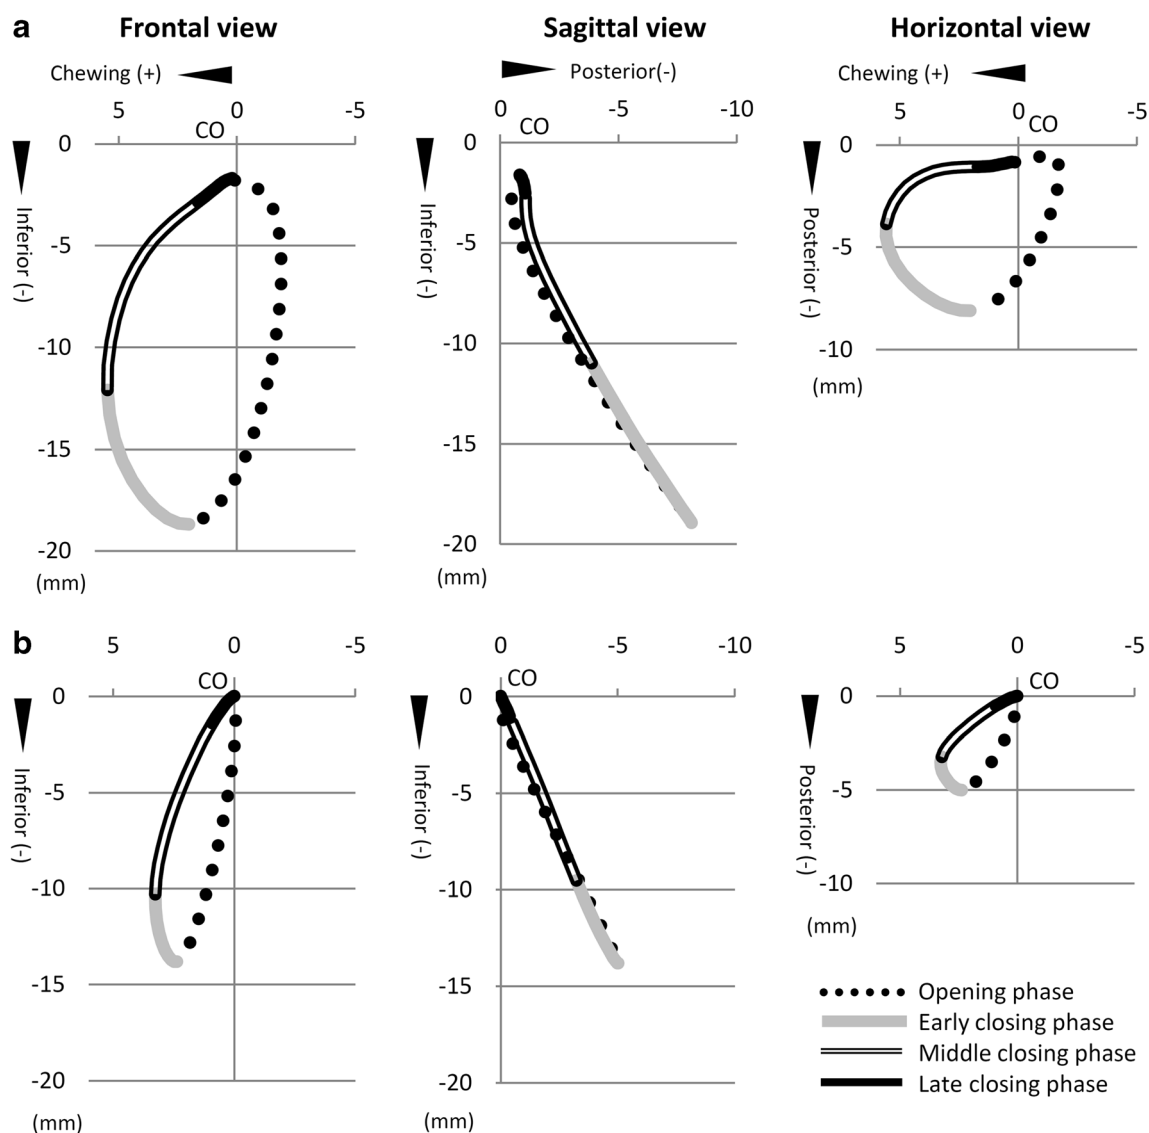 a
Frontal view
Sagittal view
Horizontal view
Chewing (+)
Posterior(-)
Chewing (+)
5 0 -5
CO
0
-5
-10
-15
-20
(mm)
Inferior (-)
0 -5 -10
CO
0
-5
-10
-15
-20
(mm)
Inferior (-)
5 0 -5
CO
0
-5
-10
(mm)
Posterior (-)
b
5 0 -5
CO
0
-5
-10
-15
-20
(mm)
Inferior (-)
0 -5 -10
CO
0
-5
-10
-15
-20
(mm)
Inferior (-)
5 0 -5
CO
0
-5
-10
(mm)
Posterior (-)
Opening phase
Early closing phase
Middle closing phase
Late closing phase